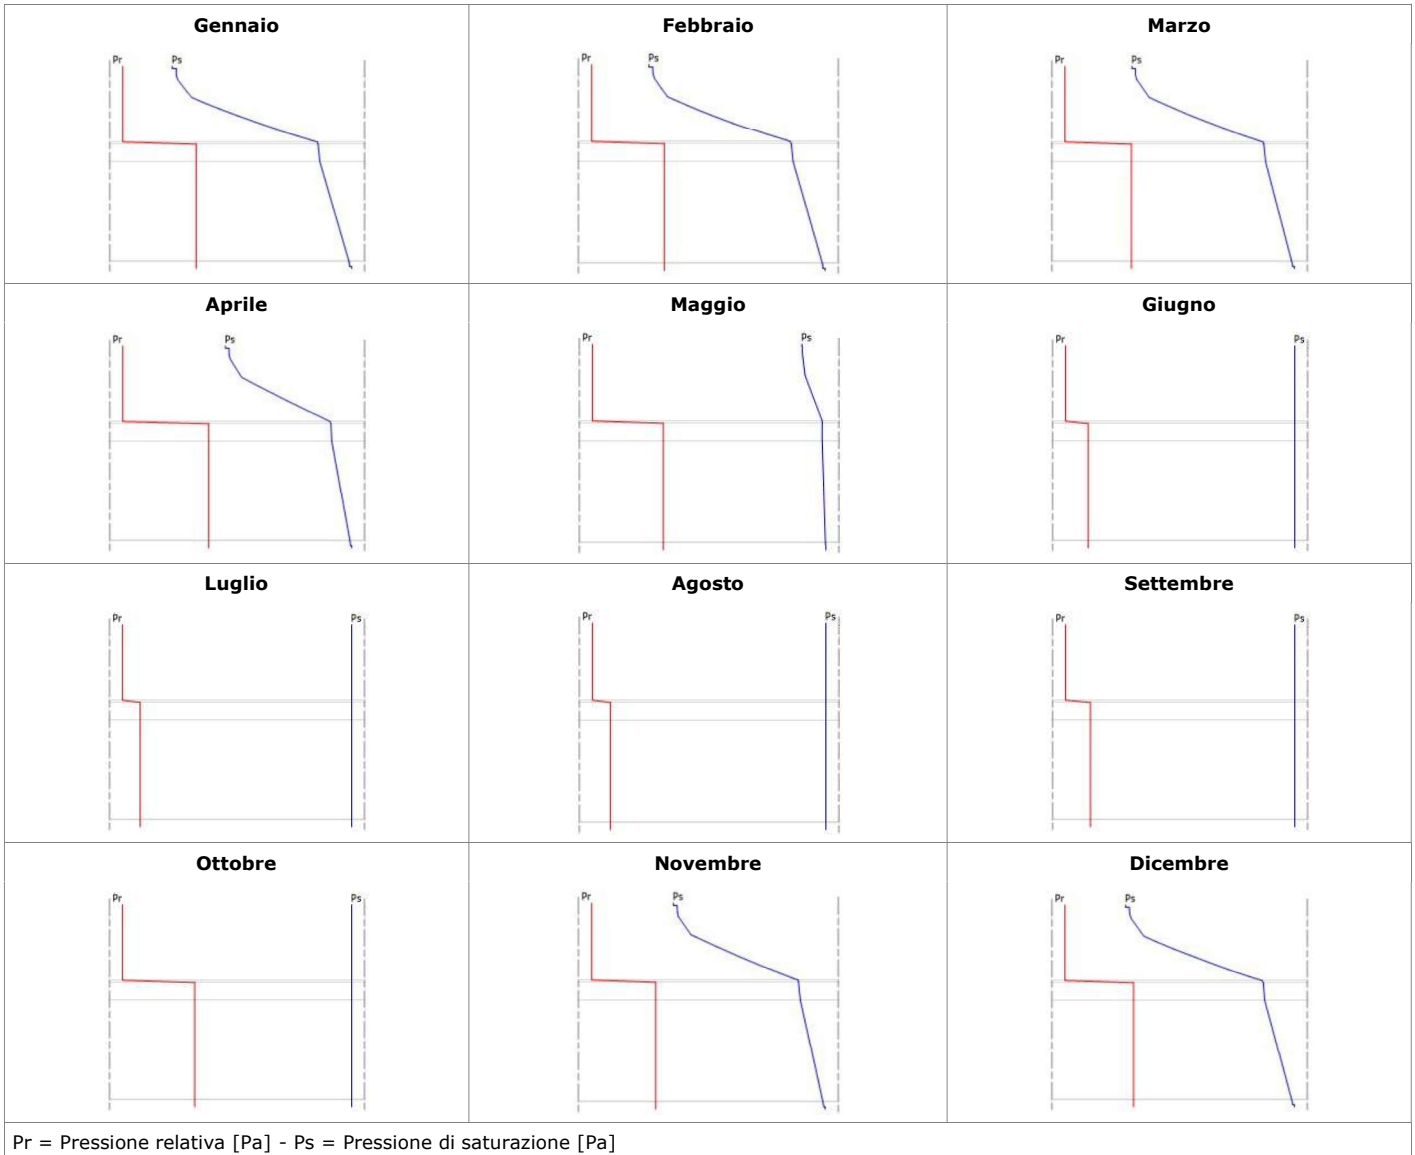 Gennaio Febbraio Marzo
Pr Ps Pr Ps Pr Ps
Aprile Maggio Giugno
Pr Ps Pr Ps Pr Ps
Luglio Agosto Settembre
Pr Ps Pr Ps Pr Ps
Ottobre Novembre Dicembre
Pr Ps Pr Ps Pr Ps
Pr = Pressione relativa [Pa] - Ps = Pressione di saturazione [Pa]